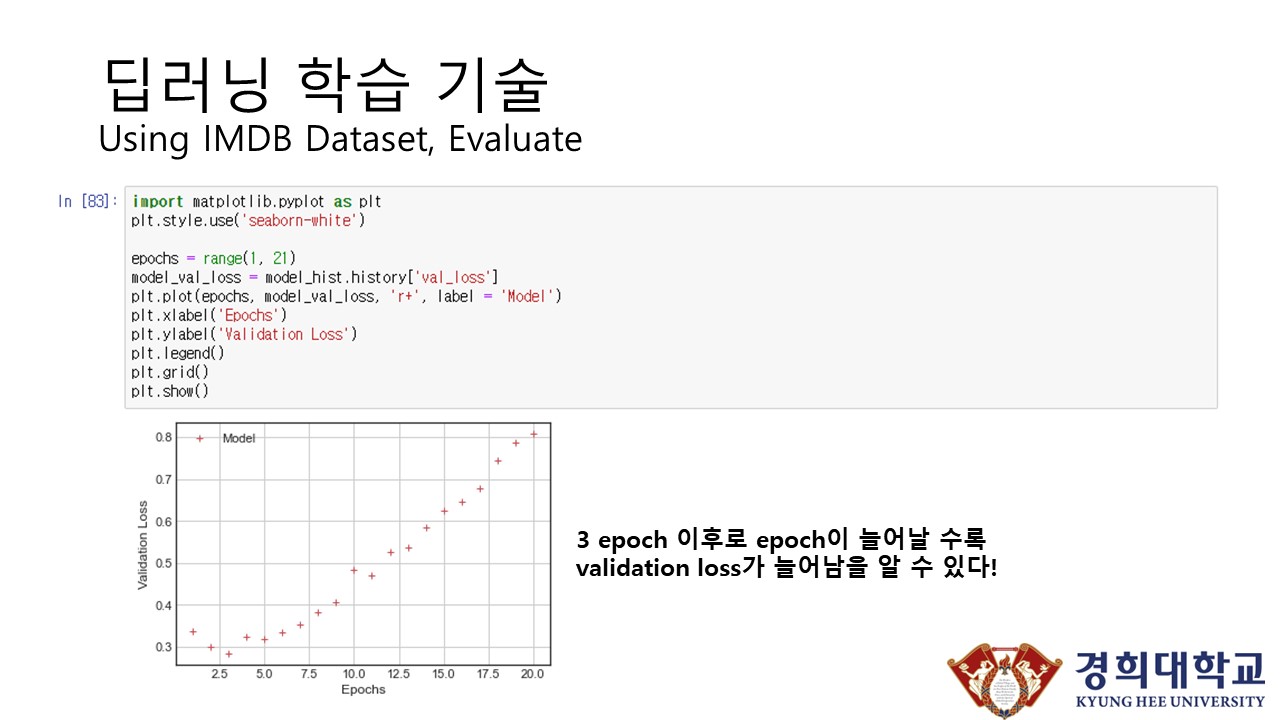 딥러닝 학습 기술
Using IMDB Dataset, Evaluate
In [83]:
import matplotlib.pyplot as plt
plt.style.use('seaborn-white')
epochs = range(1, 21)
model_val_loss = model_hist.history['val_loss']
plt.plot(epochs, model_val_loss, 'r+', label = 'Model')
plt.xlabel('Epochs')
plt.ylabel('Validation Loss')
plt.legend()
plt.grid()
plt.show()
Model
Validation Loss
0.8
0.7
0.6
0.5
0.4
0.3
2.5 5.0 7.5 10.0 12.5 15.0 17.5 20.0
Epochs
3 epoch 이후로 epoch이 늘어날 수록
validation loss가 늘어남을 알 수 있다!
경희대학교
KYUNG HEE UNIVERSITY